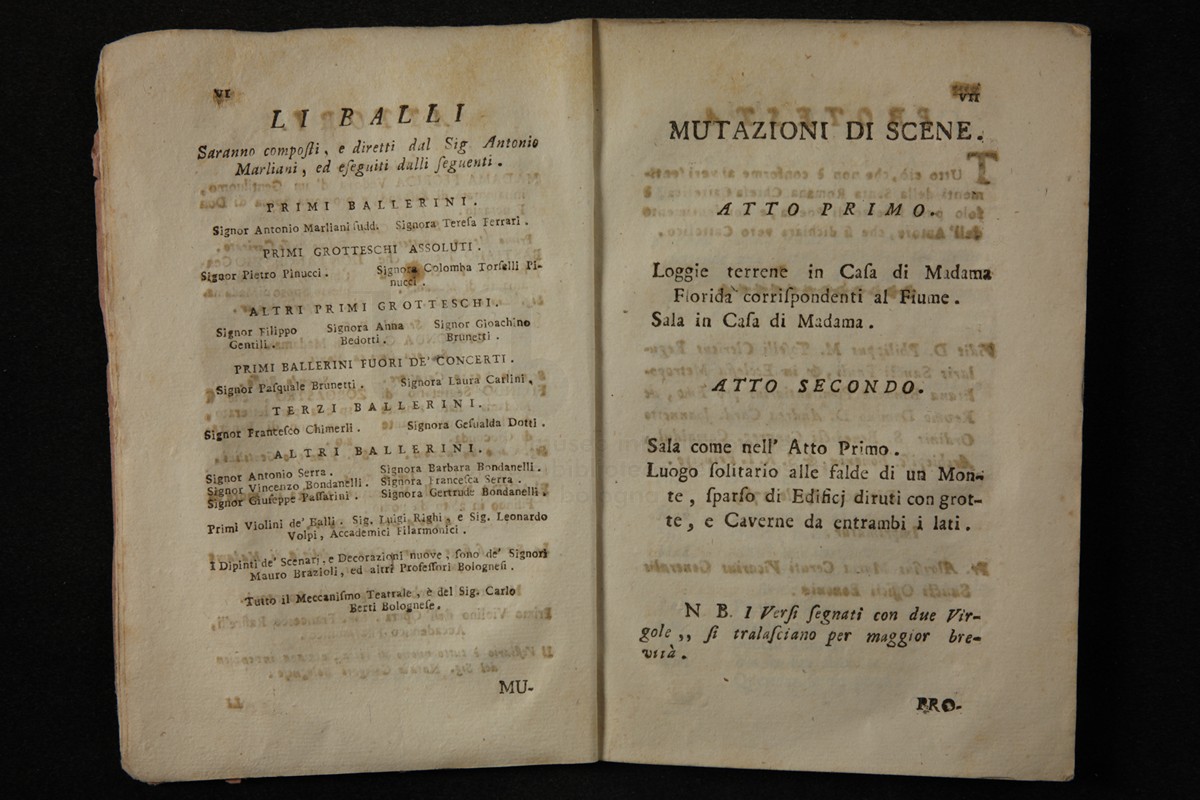 VI
LI BALLI
Saranno compoſti, e diretti dal Sig Antonio
Marliani, ed eſeguiti dalli ſeguenti.
PRIMI BALLERINI.
Signor Antonio Marliani ſudd. Signora Tereſa Ferrari.
PRIMI GROTTESCHI ASSOLUTI.
Signor Pietro Pinucci. Signora Colomba Torſelli Pi-
nucci.
ALTRI PRIMI GROTTESCHI.
Signor Filippo Signora Anna Signor Gioachino
Gentili. Bedotti. Brunetti.
PRIMI BALLERINI FUORI DE' CONCERTI.
Signor Paſquale Brunetti. Signora Laura Carlini,
TERZI BALLERINI.
Signor Franceſco Chimerli. Signora Geſualda Dotti.
ALTRI BALLERINI.
Signor Antonio Serra. Signora Barbara Bondanelli.
Signor Vincenzo Bondanelli. Signora Franceſca Serra.
Signor Giuſeppe Paſſarini. Signora Gertrude Bondanelli.
Primi Violini de' Balli. Sig. Luigi Righi, e Sig. Leonardo
Volpi, Accademici Filarmonici.
I Dipinti de' Scenari, e Decorazioni nuove, ſono de' Signori
Mauro Brazioli, ed altri Profeſſori Bologneſi.
Tutto il Meccaniſmo Teatrale, è del Sig. Carlo
Berti Bologneſe.
MU-
VII
MUTAZIONI DI SCENE.
ATTO PRIMO.
Loggie terrene in Caſa di Madama
Florida corriſpondenti al Fiume.
Sala in Caſa di Madama.
ATTO SECONDO.
Sala come nell' Atto Primo.
Luogo ſolitario alle falde di un Mon-
te, ſparſo di Edificj diruti con grot-
te, e Caverne da entrambi i lati.
N B. I Verſi ſegnati con due Vir-
gole ,, ſi tralaſciano per maggior bre-
vità.
PRO-